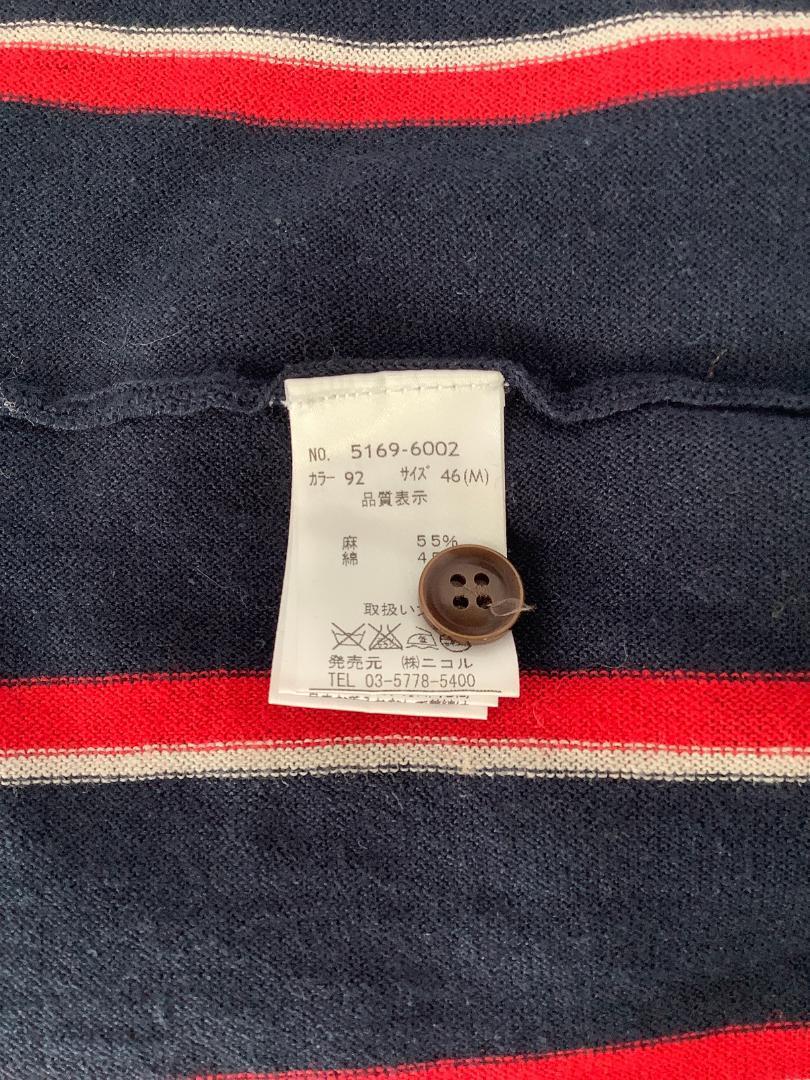 NO. 5169-6002
カラー 92 サイズ 46(M)
品質表示
麻 55%
綿
取扱い
発売元 (株)ニコル
TEL 03-5778-5400